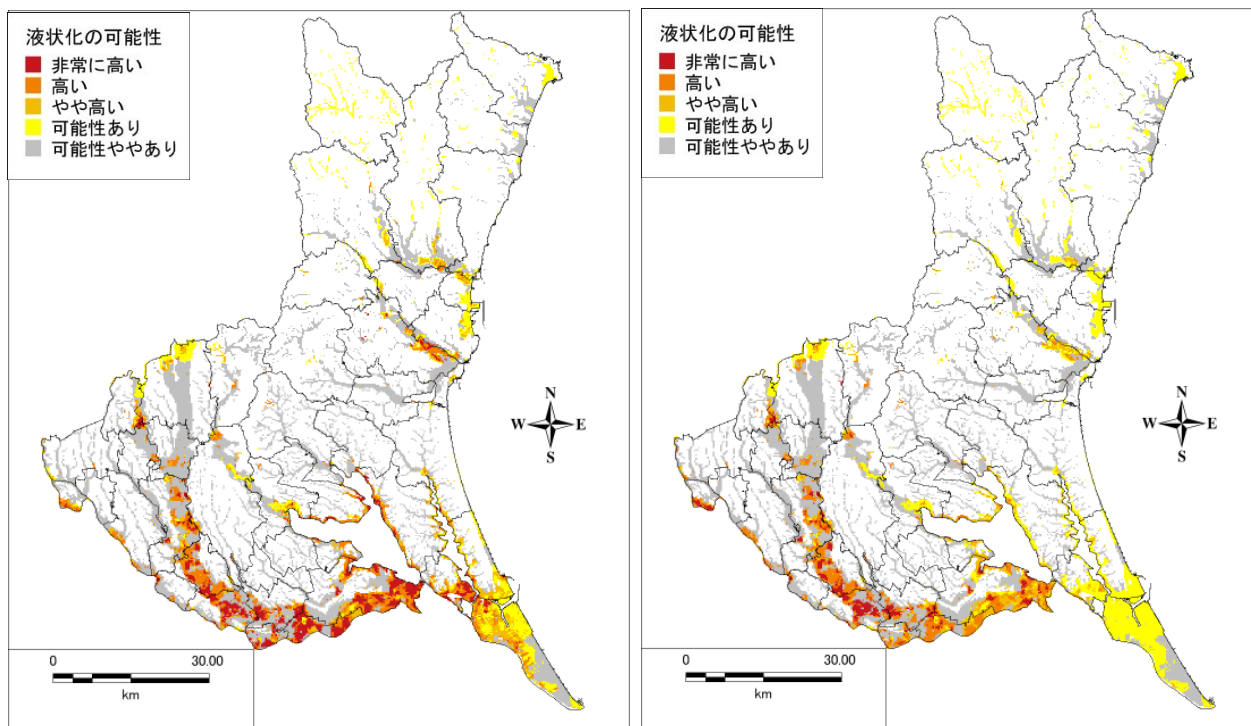 液状化の可能性
非常に高い
高い
やや高い
可能性あり
可能性ややあり
N
W E
S
0 30.00
km
液状化の可能性
非常に高い
高い
やや高い
可能性あり
可能性ややあり
N
W E
S
0 30.00
km